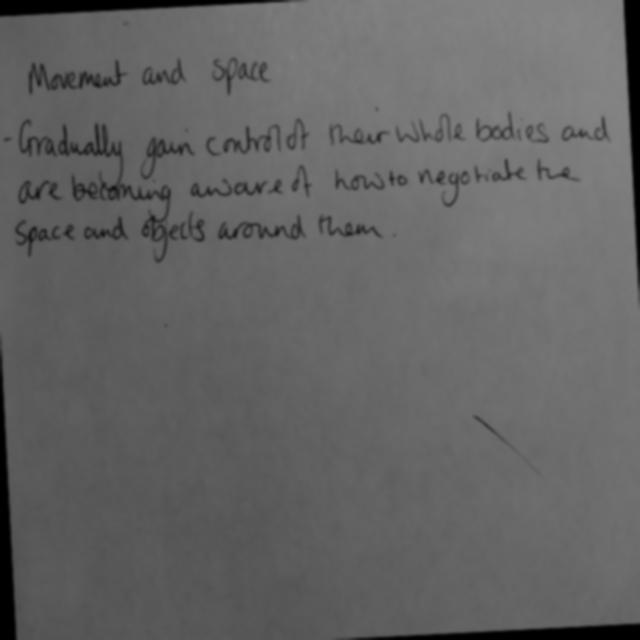 Movement and space
- Gradually gain control of their whole bodies and
are becoming aware of how to negotiate the
space and objects around them.